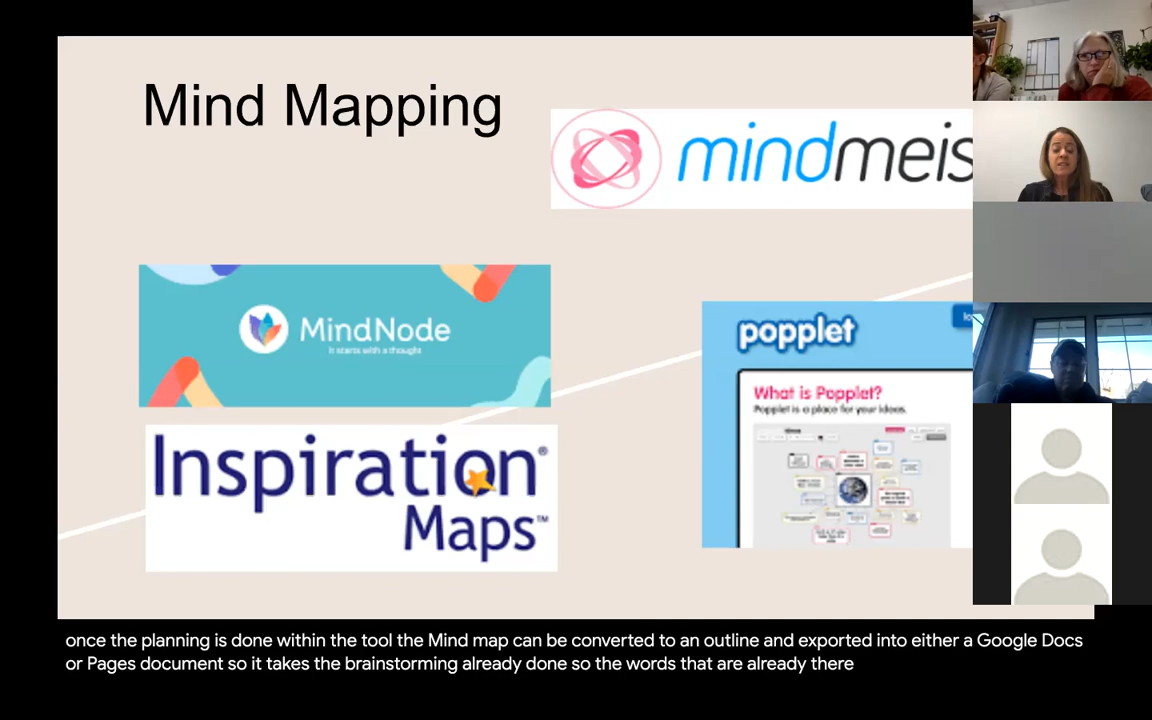 Mind Mapping
mindmeis
MindNode
It starts with a thought
popplet
lo
What is Popplet?
Popplet is a place for your ideas.
Inspiration®
Maps™
once the planning is done within the tool the Mind map can be converted to an outline and exported into either a Google Docs
or Pages document so it takes the brainstorming already done so the words that are already there